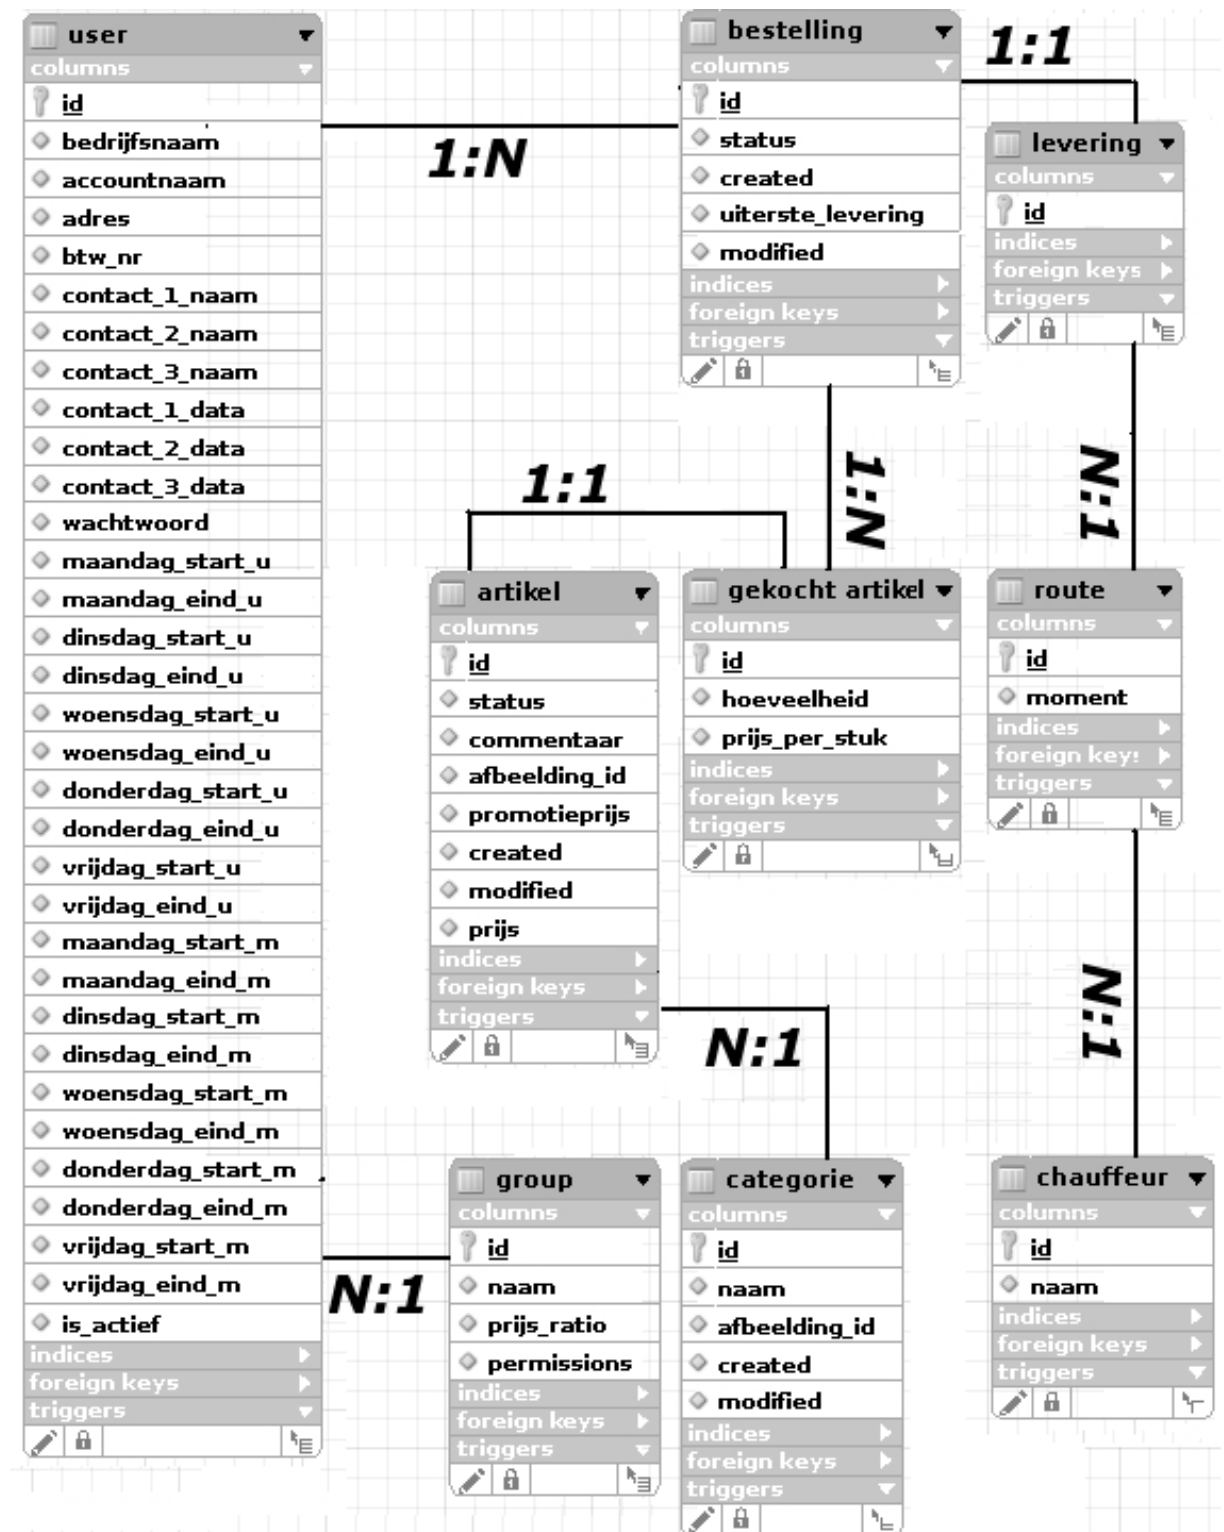 user
columns
id
bedrijfsnaam
accountnaam
adres
btw_nr
contact_1_naam
contact_2_naam
contact_3_naam
contact_1_data
contact_2_data
contact_3_data
wachtwoord
maandag_start_u
maandag_eind_u
dinsdag_start_u
dinsdag_eind_u
woensdag_start_u
woensdag_eind_u
donderdag_start_u
donderdag_eind_u
vrijdag_start_u
vrijdag_eind_u
maandag_start_m
maandag_eind_m
dinsdag_start_m
dinsdag_eind_m
woensdag_start_m
woensdag_eind_m
donderdag_start_m
donderdag_eind_m
vrijdag_start_m
vrijdag_eind_m
is_actief
indices
foreign keys
triggers
1:N
bestelling
columns
id
status
created
uiterste_levering
modified
indices
foreign keys
triggers
1:1
levering
columns
id
indices
foreign keys
triggers
1:1
1:N
N:1
artikel
columns
id
status
commentaar
afbeelding_id
promotieprijs
created
modified
prijs
indices
foreign keys
triggers
gekocht artikel
columns
id
hoeveelheid
prijs_per_stuk
indices
foreign keys
triggers
route
columns
id
moment
indices
foreign key:
triggers
N:1
N:1
N:1
group
columns
id
naam
prijs_ratio
permissions
indices
foreign keys
triggers
categorie
columns
id
naam
afbeelding_id
created
modified
indices
foreign keys
triggers
chauffeur
columns
id
naam
indices
foreign keys
triggers